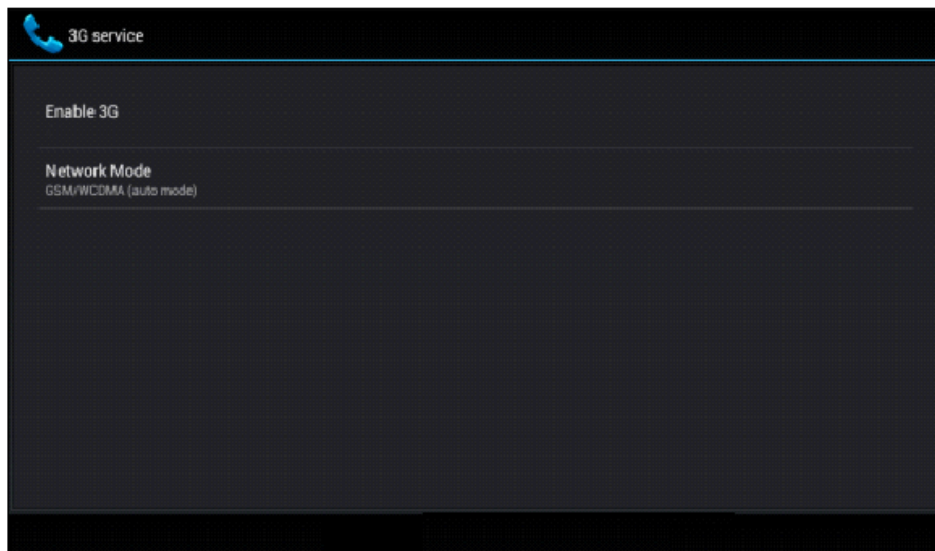 3G service
Enable 3G
Network Mode
GSM/WCDMA (auto mode)